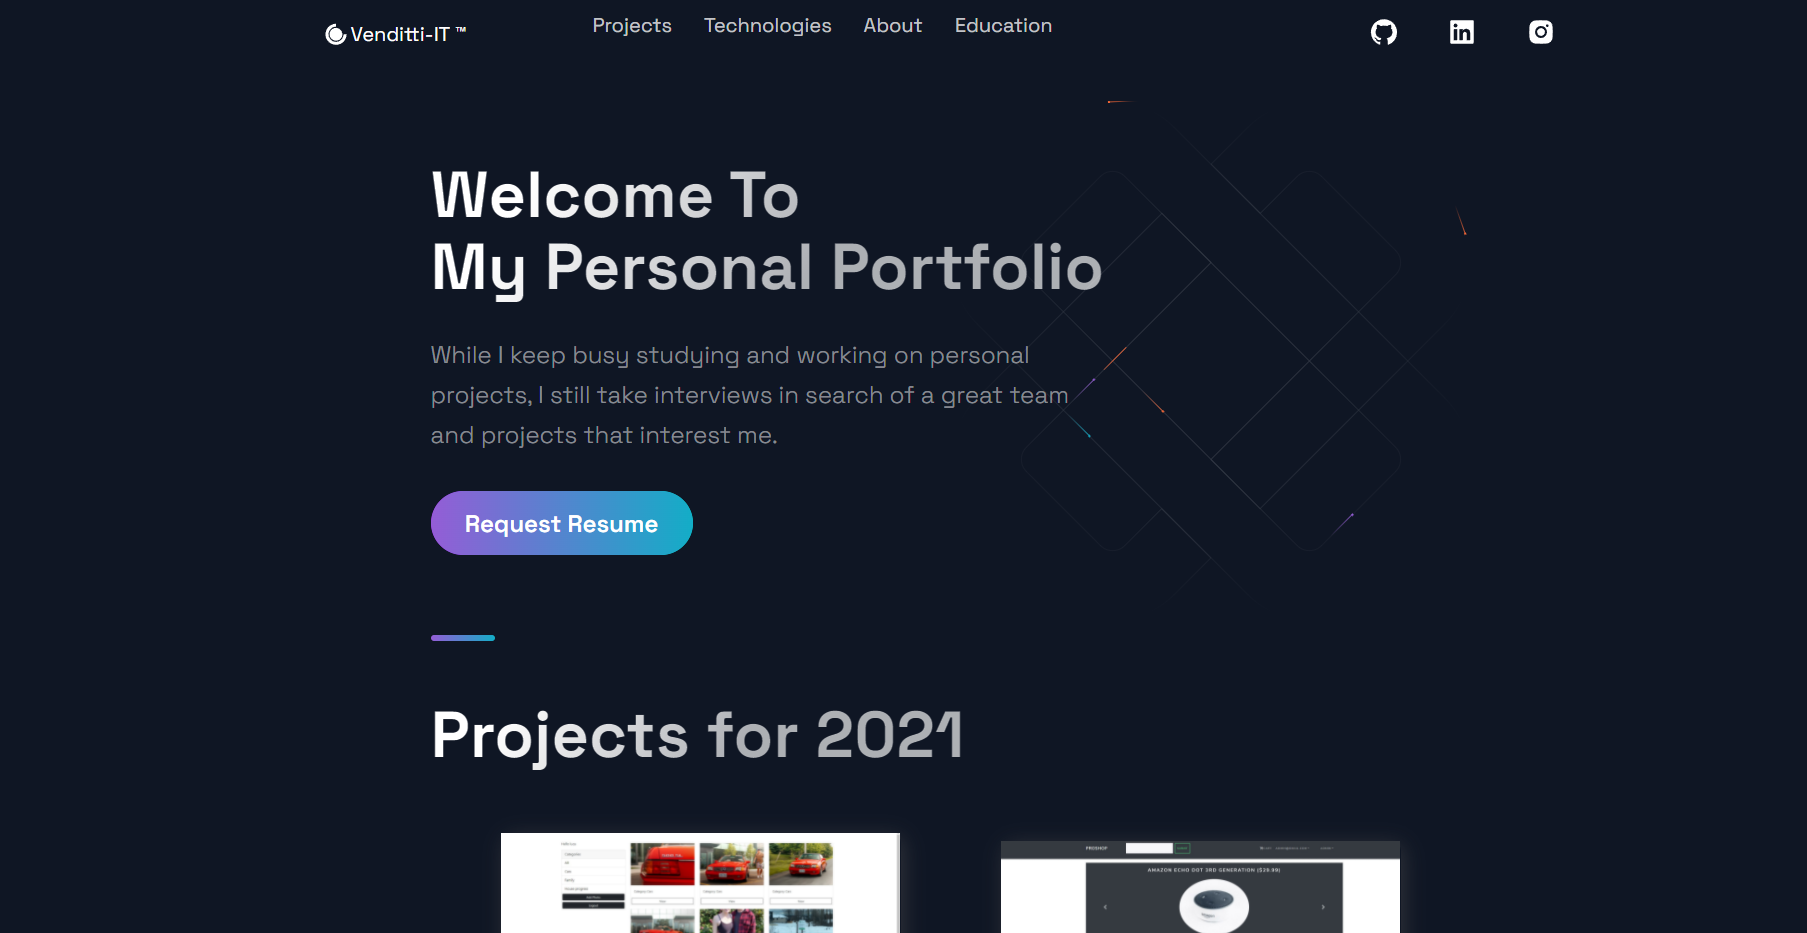 Venditti-IT ™
Projects Technologies About Education
Welcome To
My Personal Portfolio
While I keep busy studying and working on personal
projects, I still take interviews in search of a great team
and projects that interest me.
Request Resume
Projects for 2021
PROSHOP
AMAZON ECHO DOT 3RD GENERATION ($29.99)